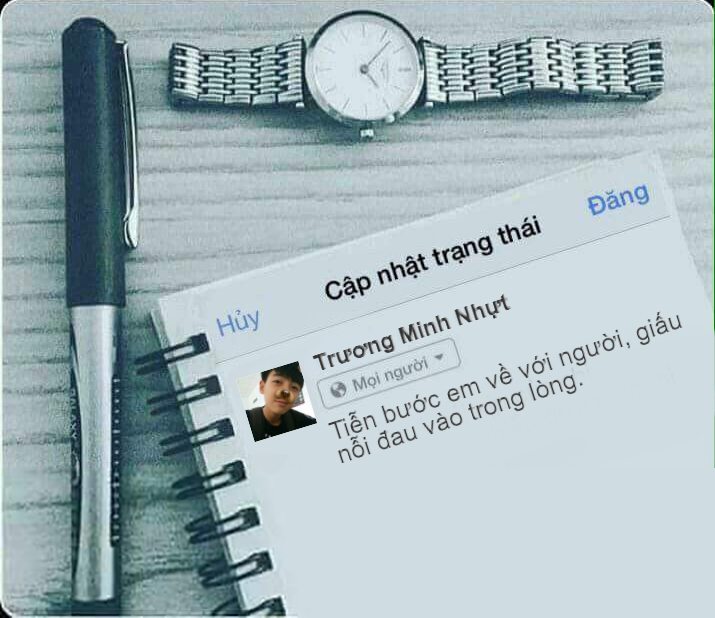 Đăng
Cập nhật trạng thái
Hủy
Trương Minh Nhựt
Mọi người
Tiễn bước em về với người, giấu
nỗi đau vào trong lòng.